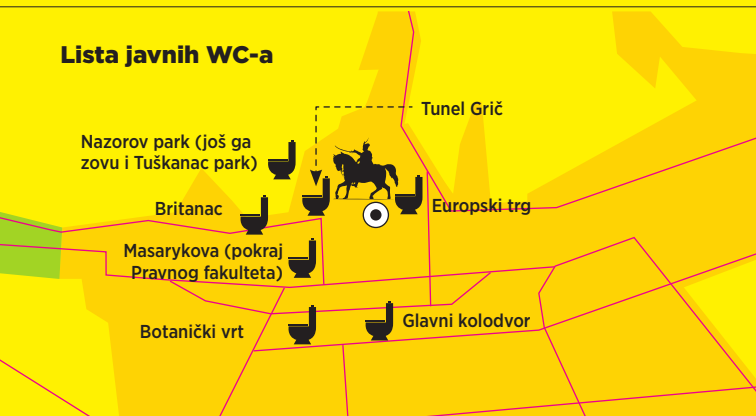 Lista javnih WC-a
Tunel Grič
Nazorov park (još ga
zovu i Tuškanac park)
Britanac
Europski trg
Masarykova (pokraj
Pravnog fakulteta)
Botanički vrt
Glavni kolodvor